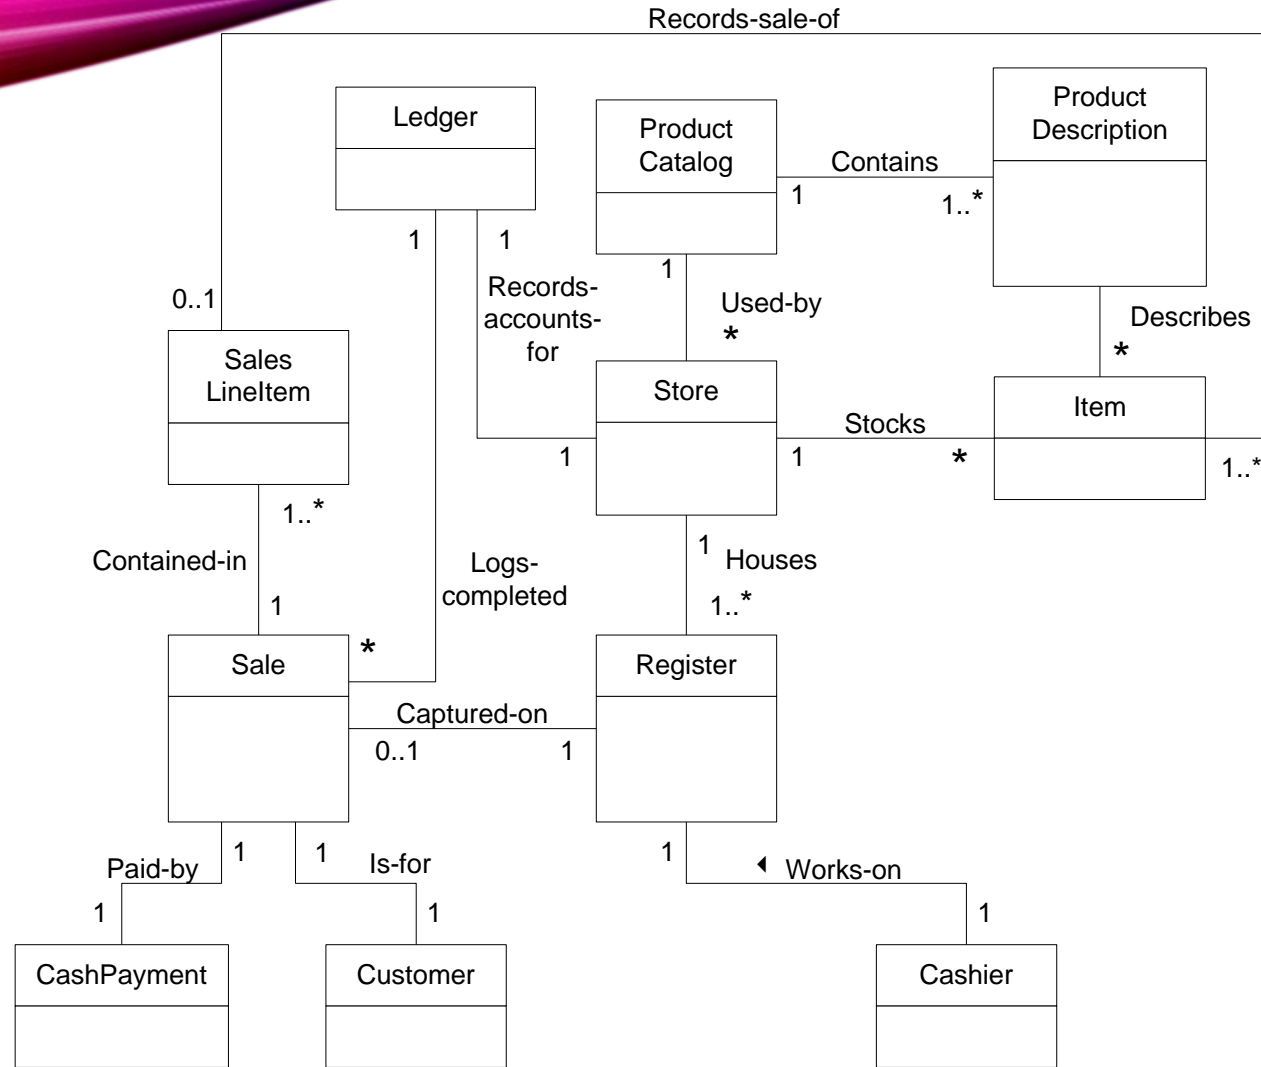 Records-sale-of
Ledger
Product
Catalog
Product
Description
Contains
1
1..*
1
1
1
Records-
accounts-
for
Used-by
*
Describes
*
0..1
Sales
LineItem
Store
Item
Stocks
1
1
*
1..*
1..*
Contained-in
1
Logs-
completed
1
Houses
1..*
*
Sale
Register
Captured-on
0..1
1
Paid-by
1
1
Is-for
1
Works-on
1
1
1
CashPayment
Customer
Cashier